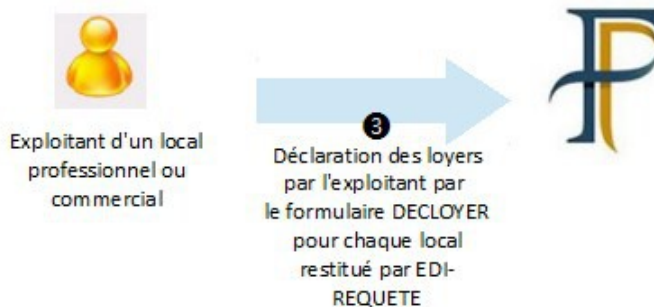 Exploitant d'un local
professionnel ou
commercial
3
Déclaration des loyers
par l'exploitant par
le formulaire DECLOYER
pour chaque local
restitué par EDI-
REQUETE